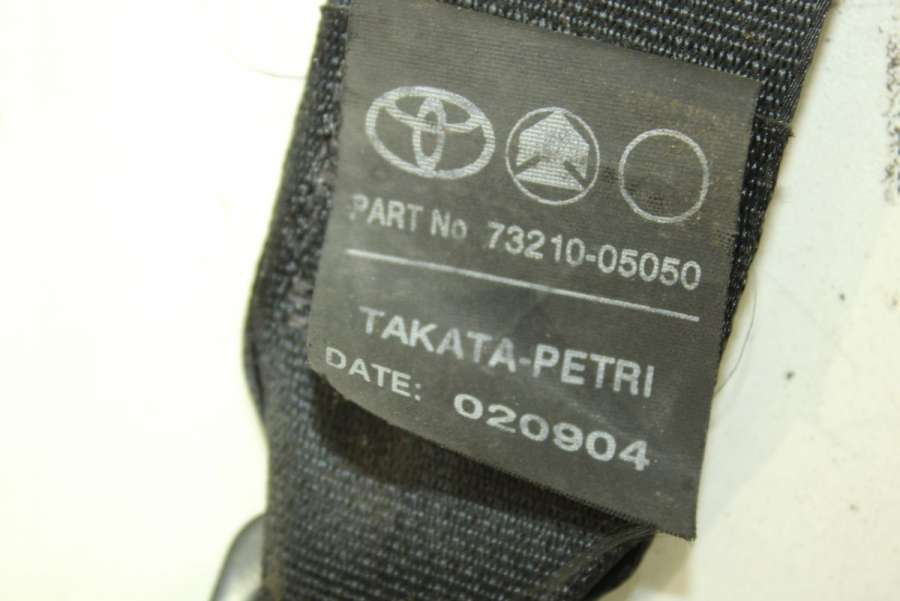 PART No 73210-05050
TAKATA-PETRI
DATE: 020904